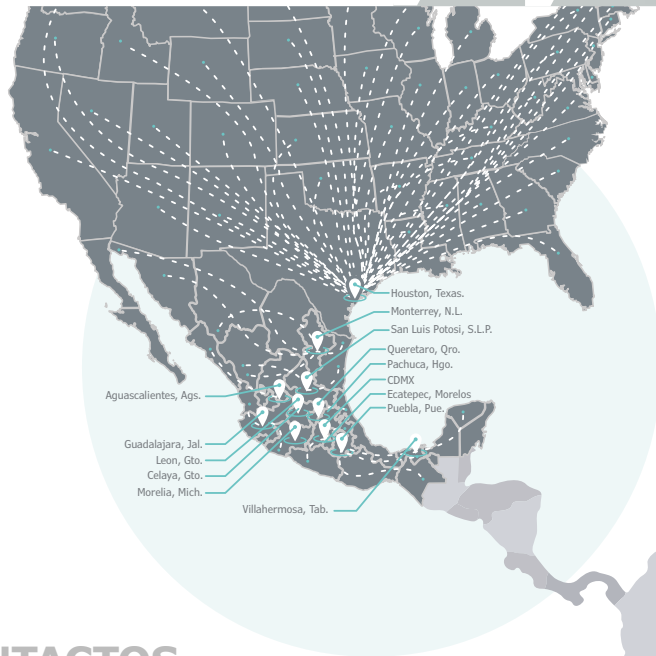 Houston, Texas.
Monterrey, N.L.
San Luis Potosi, S.L.P.
Queretaro, Qro.
Pachuca, Hgo.
CDMX
Ecatepec, Morelos
Puebla, Pue.
Aguascalientes, Ags.
Guadalajara, Jal.
Leon, Gto.
Celaya, Gto.
Morelia, Mich.
Villahermosa, Tab.